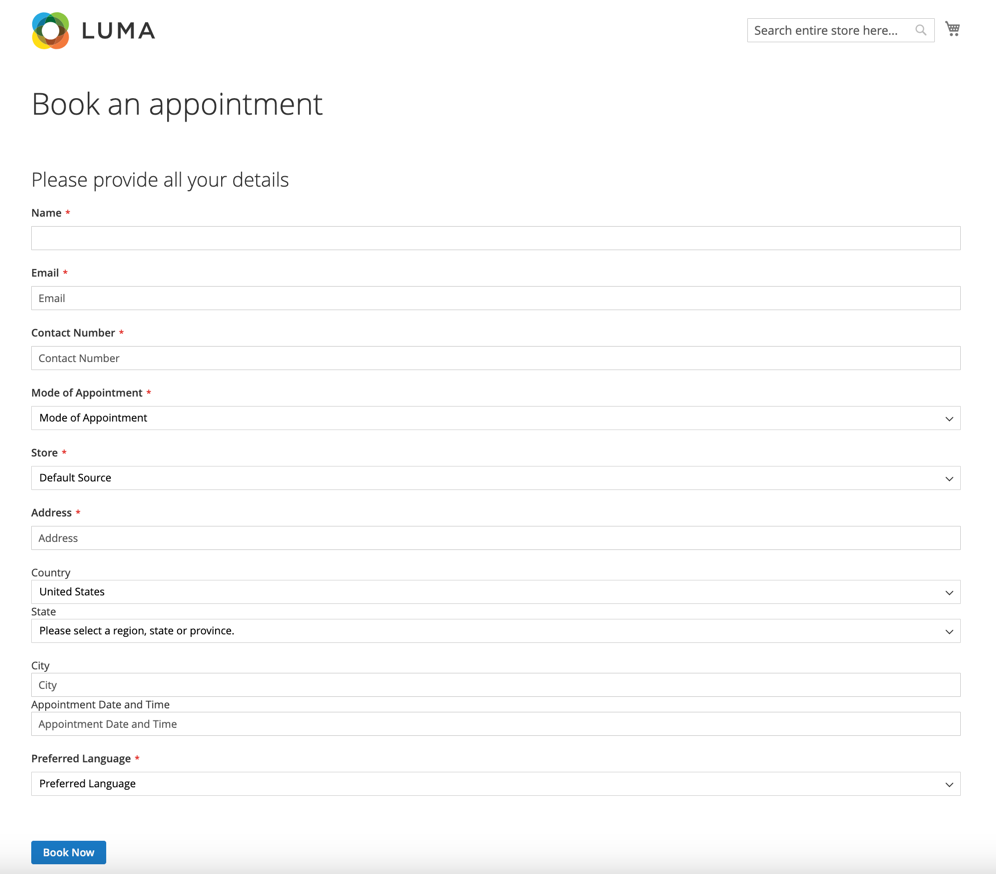 LUMA
Search entire store here...
Book an appointment
Please provide all your details
Name *
Email *
Email
Contact Number *
Contact Number
Mode of Appointment *
Mode of Appointment
Store *
Default Source
Address *
Address
Country
United States
State
Please select a region, state or province.
City
City
Appointment Date and Time
Appointment Date and Time
Preferred Language *
Preferred Language
Book Now